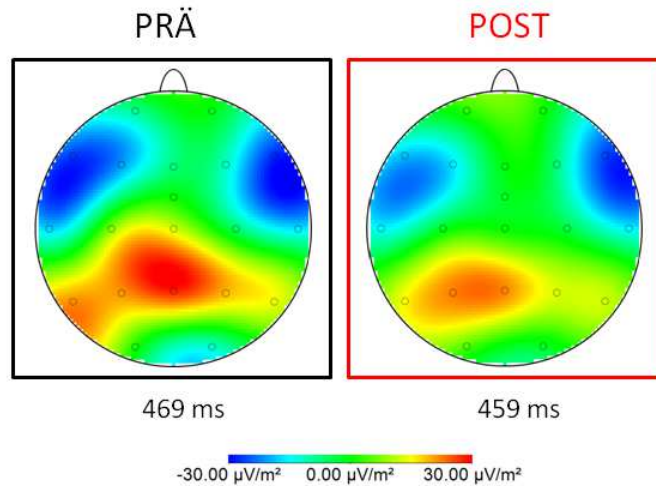 PRÄ
POST
469 ms
459 ms
-30.00 µV/m² 0.00 µV/m² 30.00 µV/m²